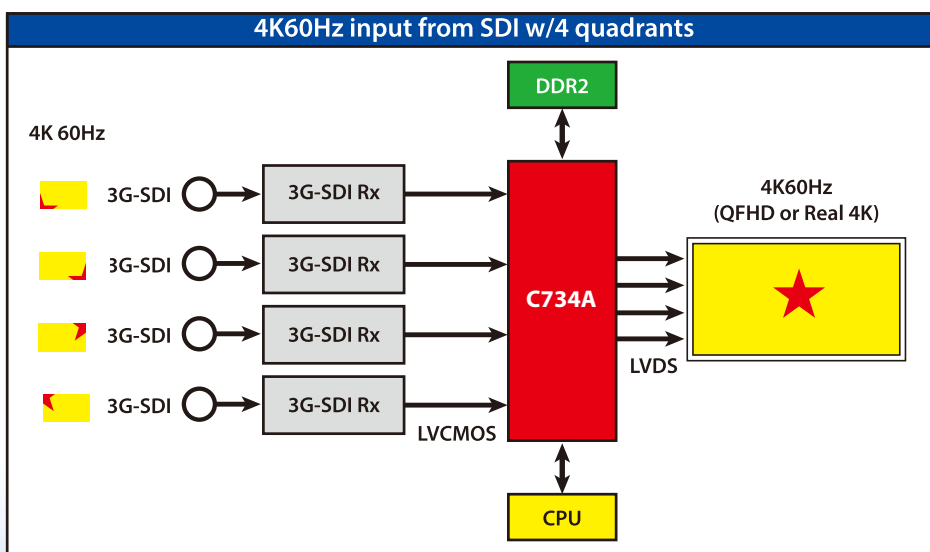 4K60Hz input from SDI w/4 quadrants
DDR2
4K 60Hz
3G-SDI
3G-SDI Rx
4K60Hz
(QFHD or Real 4K)
3G-SDI
3G-SDI Rx
C734A
3G-SDI
3G-SDI Rx
LVDS
3G-SDI
3G-SDI Rx
LVCMOS
CPU